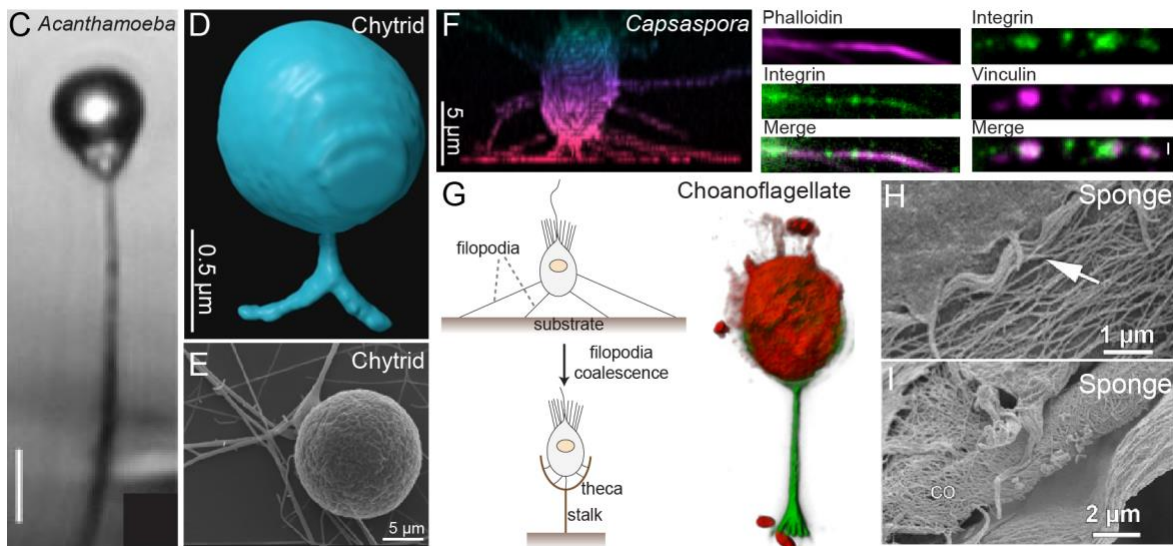 C Acanthamoeba
D Chytrid
0.5 µm
E Chytrid
5 µm
F Capsaspora
5 µm
Phalloidin
Integrin
Merge
Integrin
Vinculin
Merge
G Choanoflagellate
filopodia
substrate
filopodia
coalescence
theca
stalk
H Sponge
1 µm
I Sponge
CO
2 µm